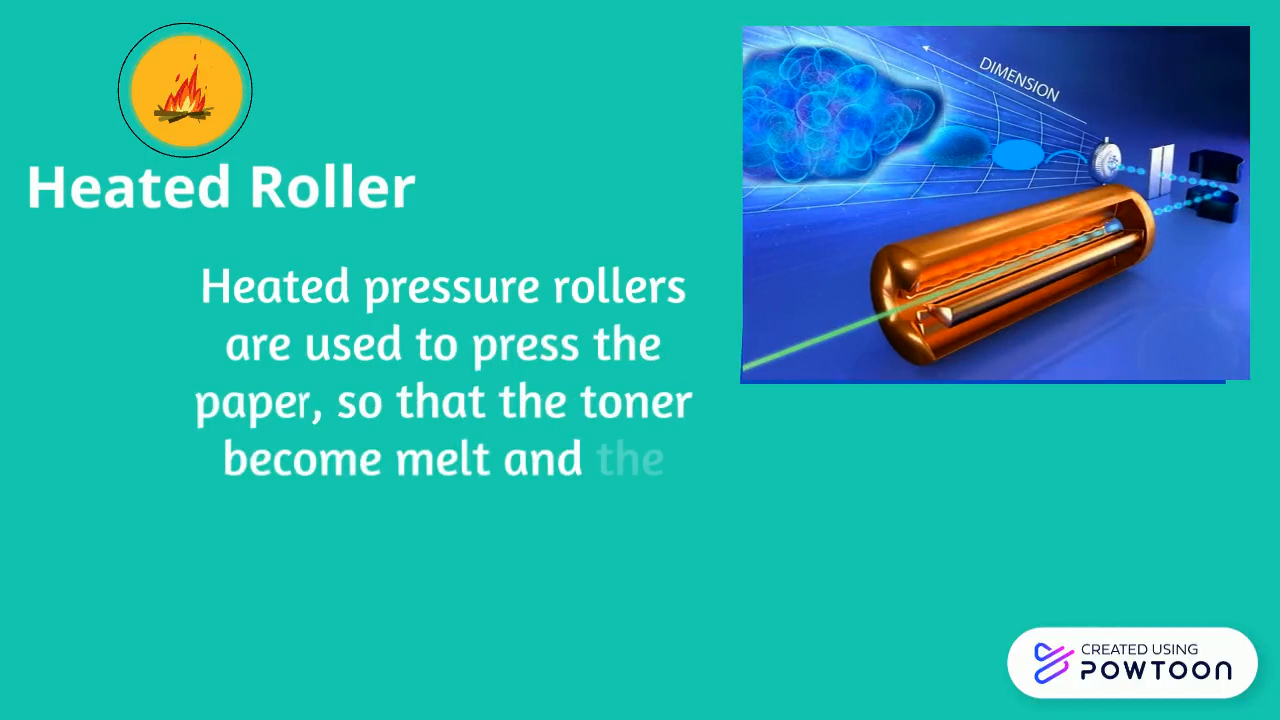 DIMENSION
Heated Roller
Heated pressure rollers
are used to press the
paper, so that the toner
become melt and the
CREATED USING
POWTOON